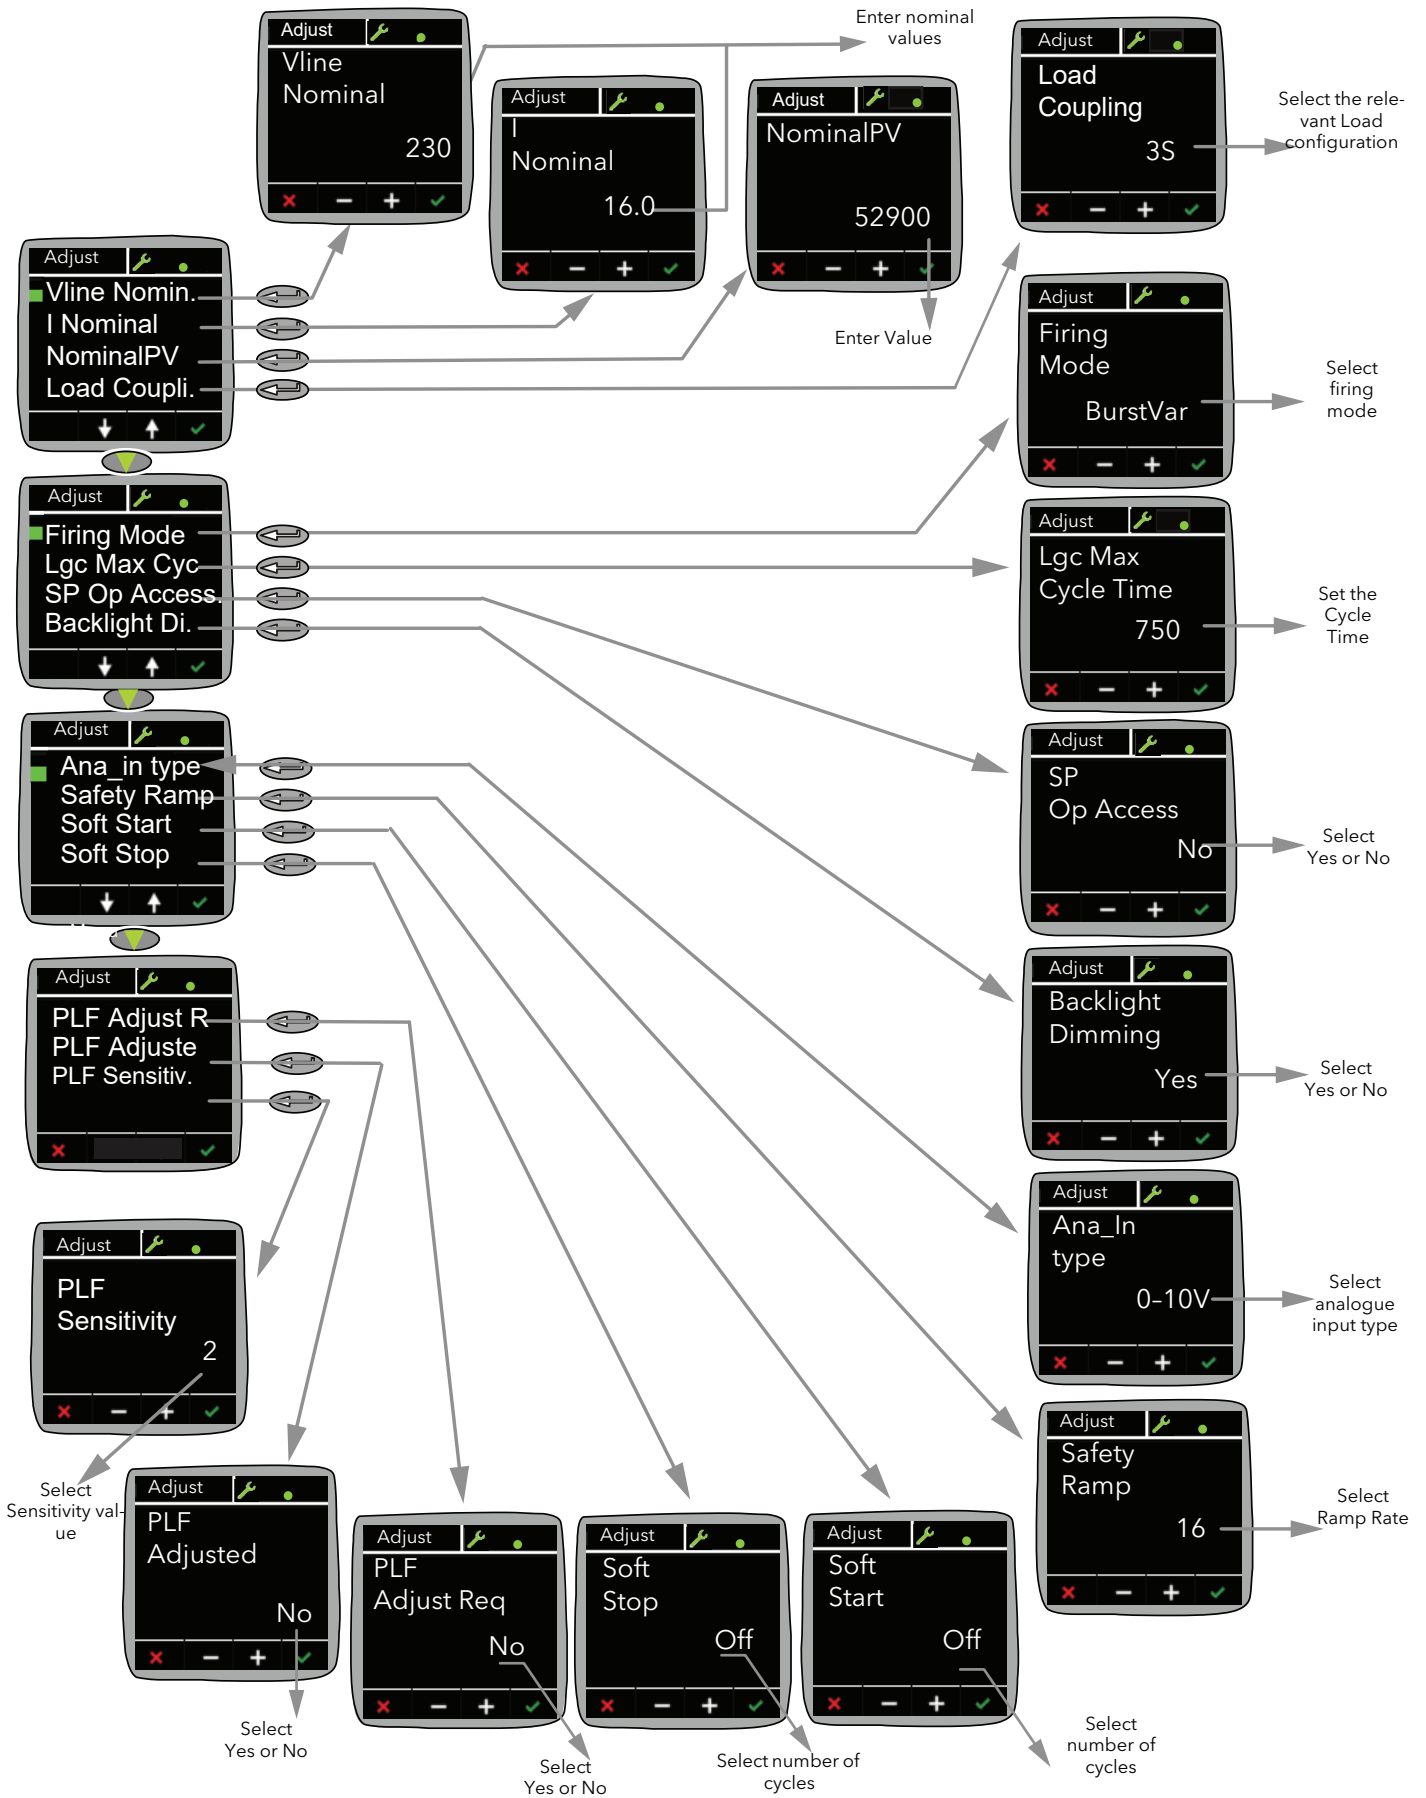 Adjust
Vline
Nominal
230
Enter nominal
values
Adjust
I
Nominal
16.0
Adjust
NominalPV
52900
Enter Value
Adjust
Load
Coupling
3S
Select the rele-
vant Load
configuration
Adjust
Vline Nomin.
I Nominal
NominalPV
Load Coupli.
Adjust
Firing
Mode
BurstVar
Select
firing
mode
Adjust
Firing Mode
Lgc Max Cyc
SP Op Access.
Backlight Di.
Adjust
Lgc Max
Cycle Time
750
Set the
Cycle
Time
Adjust
Ana_in type
Safety Ramp
Soft Start
Soft Stop
Adjust
SP
Op Access
No
Select
Yes or No
Adjust
PLF Adjust R
PLF Adjuste
PLF Sensitiv.
Adjust
Backlight
Dimming
Yes
Select
Yes or No
Adjust
Ana_In
type
0–10V
Select
analogue
input type
Adjust
PLF
Sensitivity
2
Select
Sensitivity val-
ue
Adjust
Safety
Ramp
16
Select
Ramp Rate
Adjust
PLF
Adjusted
No
Select
Yes or No
Adjust
PLF
Adjust Req
No
Select
Yes or No
Adjust
Soft
Stop
Off
Select number of
cycles
Adjust
Soft
Start
Off
Select
number of
cycles